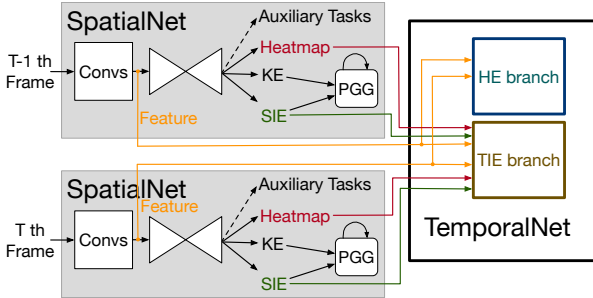 SpatialNet
Auxiliary Tasks
T-1 th
Frame
Convs
Heatmap
KE
PGG
SIE
Feature
HE branch
TIE branch
TemporalNet
SpatialNet
Auxiliary Tasks
Feature
T th
Frame
Convs
Heatmap
KE
PGG
SIE